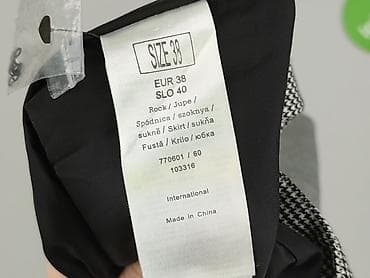 SIZE 38
EUR 38
SLO 40
Rock / Jupe /
Spódnica / szoknya /
sukně / Skirt / sukňa
Fustă / Krilo / юбка
770601 / 60
103316
International
Made in China